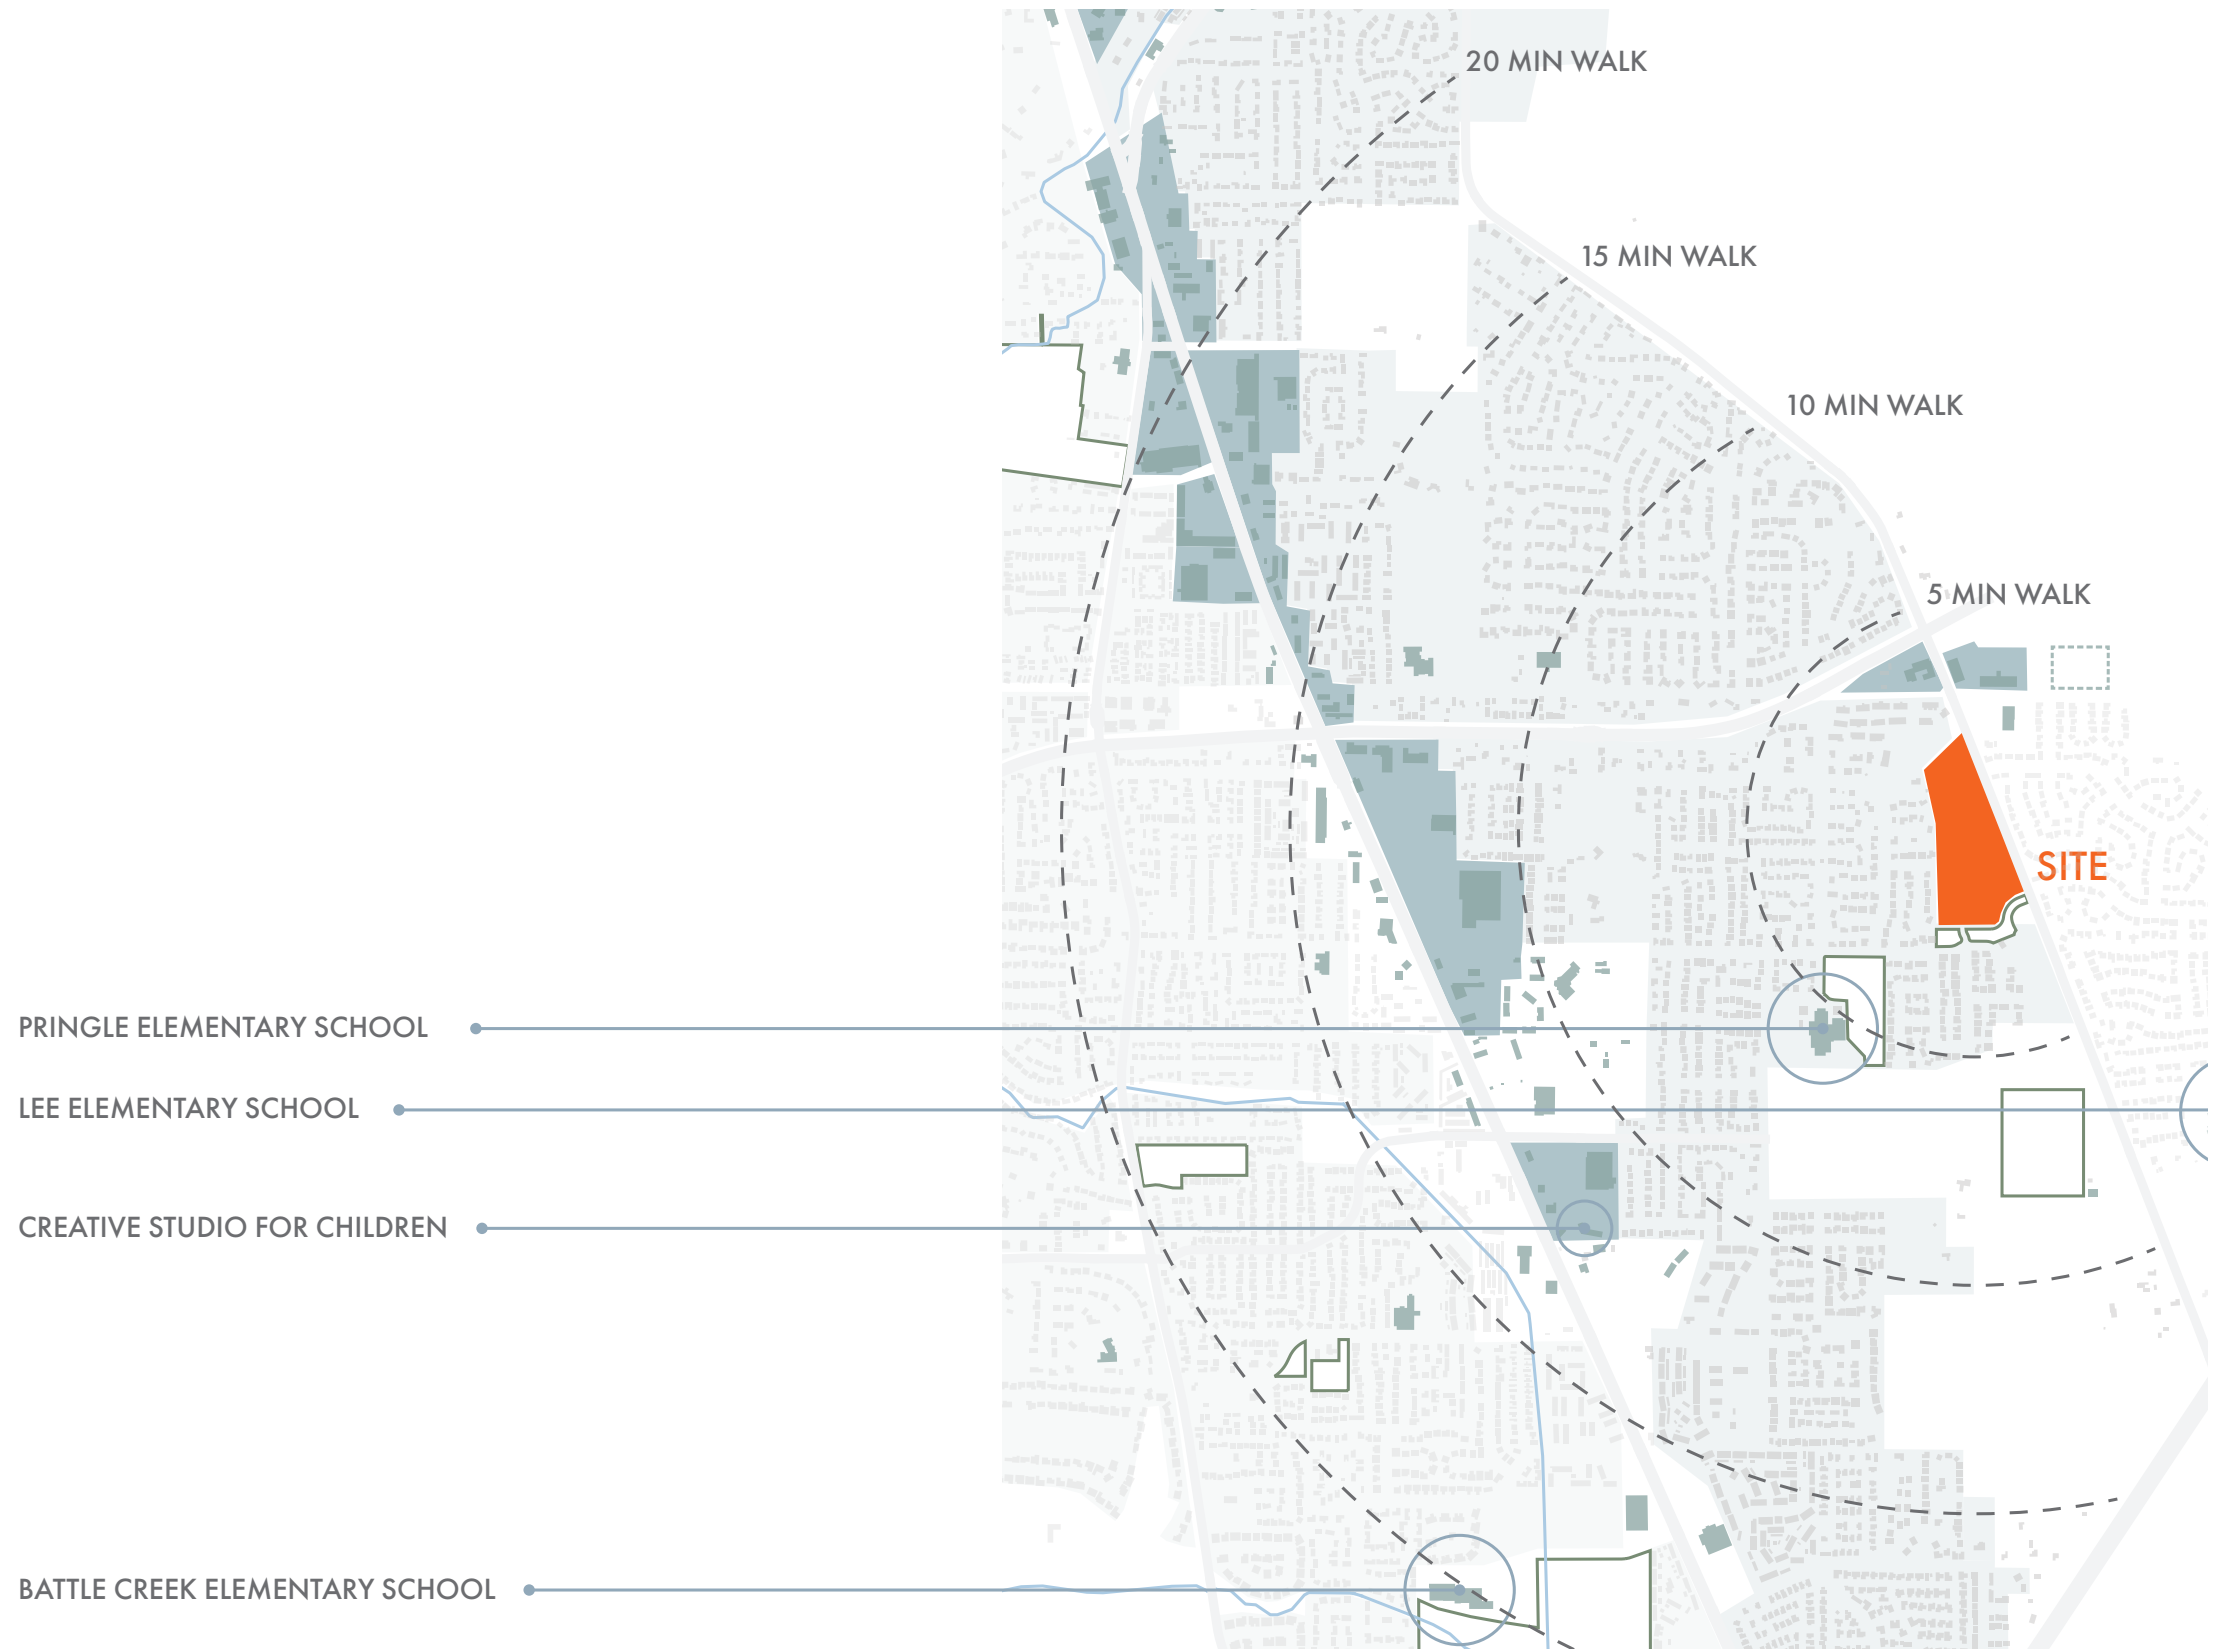 20 MIN WALK
15 MIN WALK
10 MIN WALK
5 MIN WALK
SITE
PRINGLE ELEMENTARY SCHOOL
LEE ELEMENTARY SCHOOL
CREATIVE STUDIO FOR CHILDREN
BATTLE CREEK ELEMENTARY SCHOOL